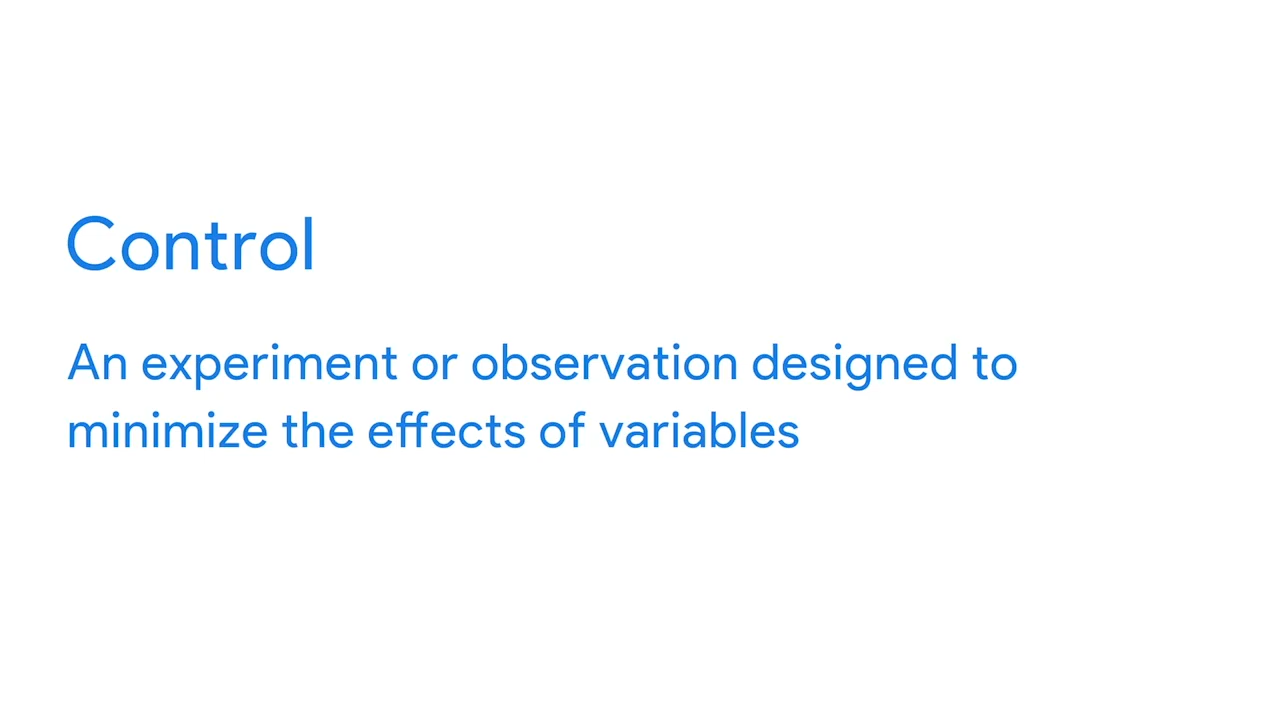 Control
An experiment or observation designed to
minimize the effects of variables